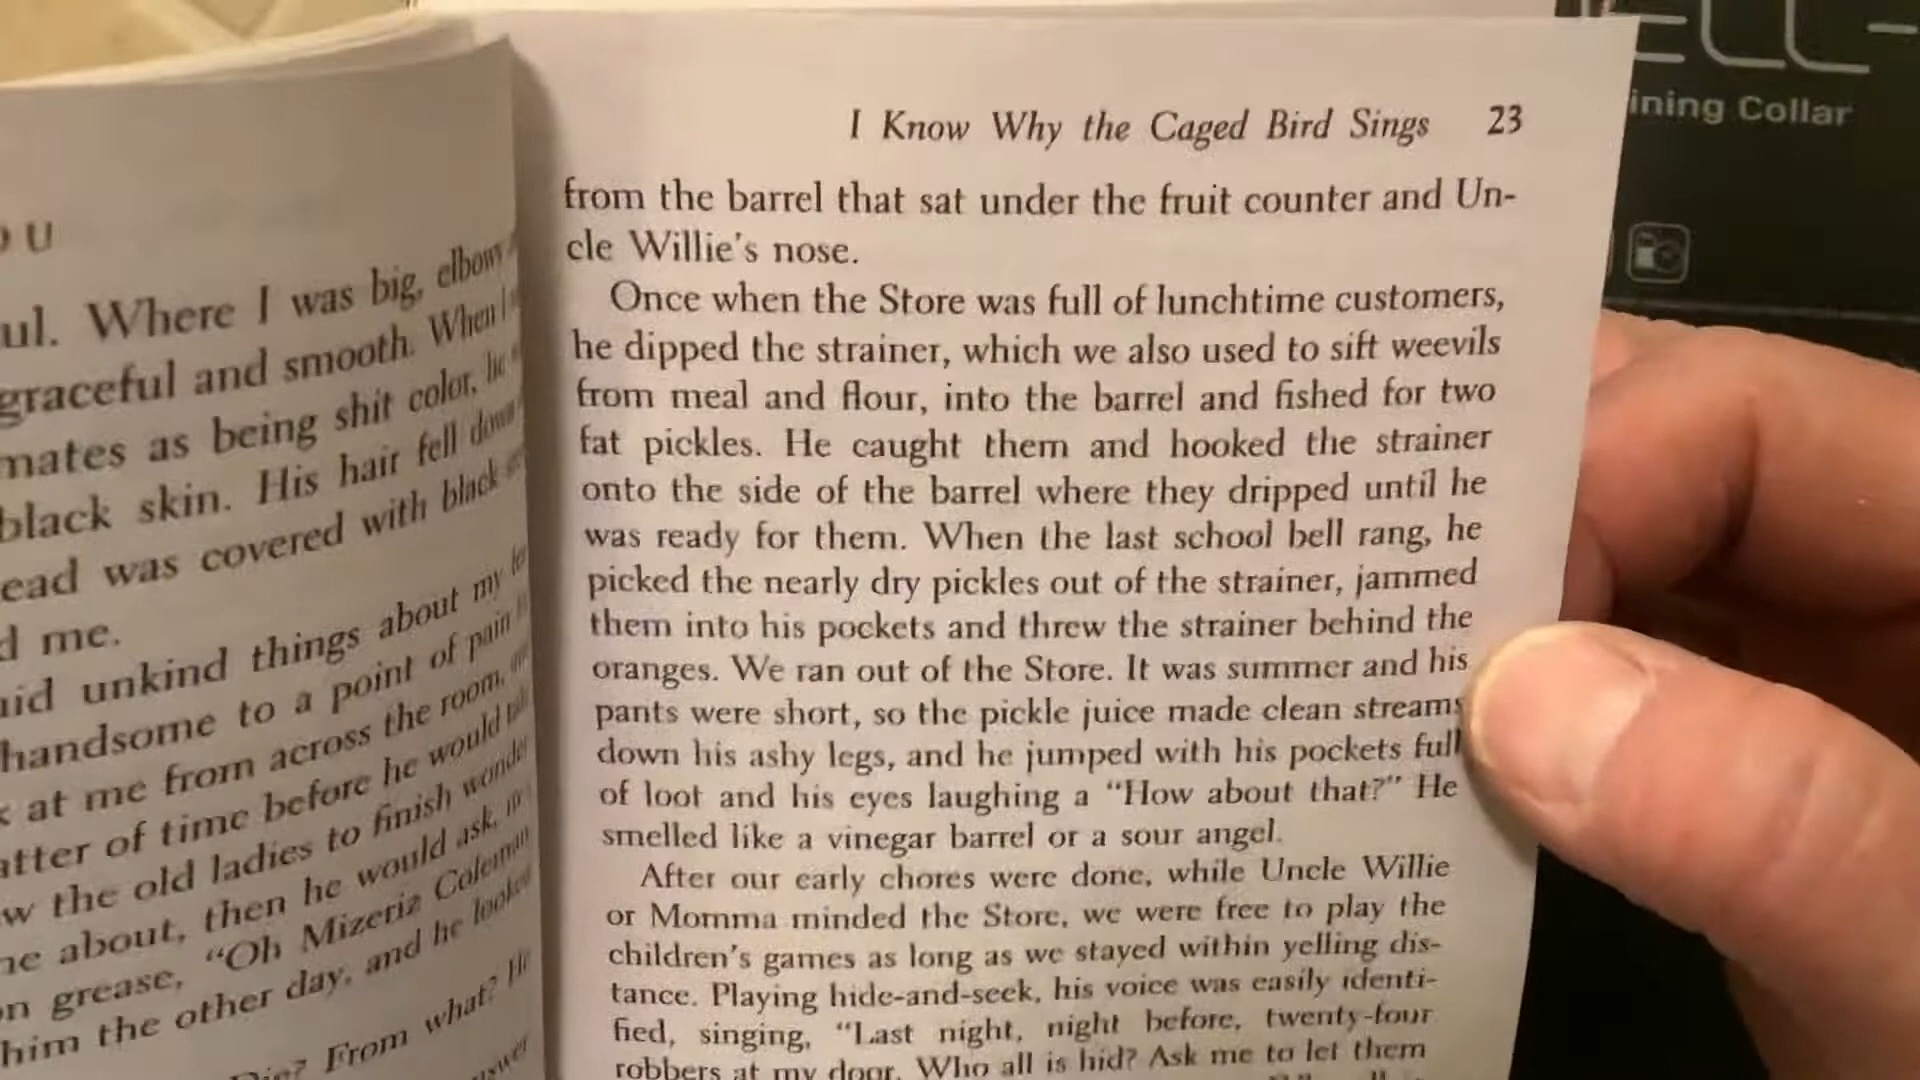 ul. Where I was big, elbowy
graceful and smooth. When I
mates as being shit color, he
black skin. His hair fell down
ead was covered with black
d me.
unkind things about my
handsome to a point of pain
at me from across the room,
of time before he would
w the old ladies to finish
about, then he would ask,
grease, "Oh Mizeriz Coleman
him the other day, and he looked
From what? He
I Know Why the Caged Bird Sings 23
from the barrel that sat under the fruit counter and Un-
cle Willie's nose.
Once when the Store was full of lunchtime customers,
he dipped the strainer, which we also used to sift weevils
from meal and flour, into the barrel and fished for two
fat pickles. He caught them and hooked the strainer
onto the side of the barrel where they dripped until he
was ready for them. When the last school bell rang, he
picked the nearly dry pickles out of the strainer, jammed
them into his pockets and threw the strainer behind the
oranges. We ran out of the Store. It was summer and his
pants were short, so the pickle juice made clean streams
down his ashy legs, and he jumped with his pockets full
of loot and his eyes laughing a "How about that?" He
smelled like a vinegar barrel or a sour angel.
After our early chores were done, while Uncle Willie
or Momma minded the Store, we were free to play the
children's games as long as we stayed within yelling dis-
tance. Playing hide-and-seek, his voice was easily identi-
fied, singing, "Last night, night before, twenty-four
robbers at my door. Who all is hid? Ask me to let them
ining Collar